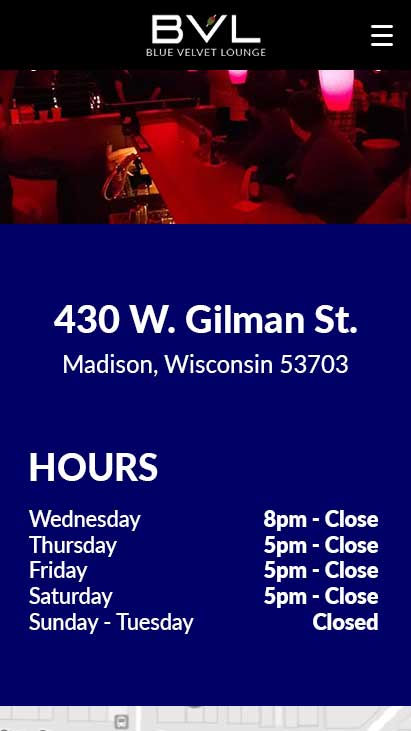 BVL
BLUE VELVET LOUNGE
430 W. Gilman St.
Madison, Wisconsin 53703
HOURS
Wednesday 8pm - Close
Thursday 5pm - Close
Friday 5pm - Close
Saturday 5pm - Close
Sunday - Tuesday Closed